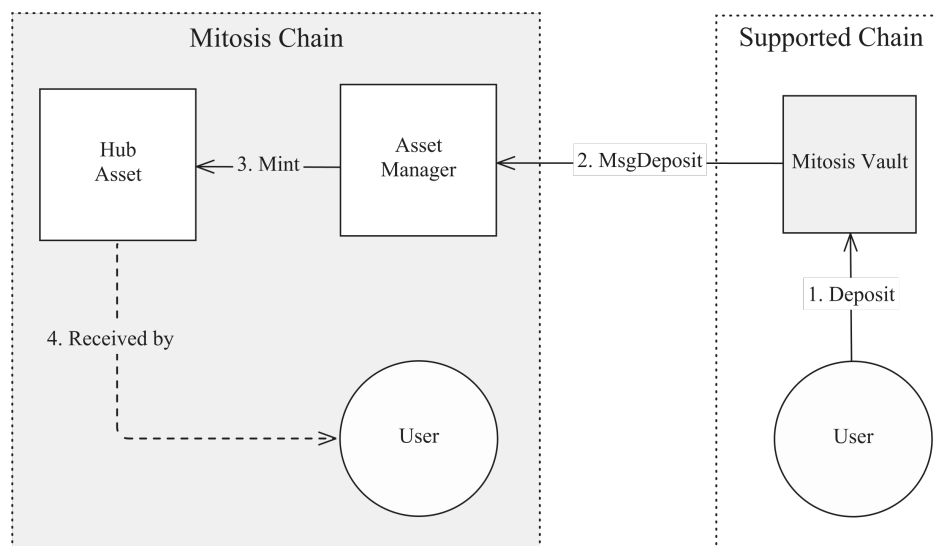 Mitosis Chain
Supported Chain
Hub
Asset
3. Mint
Asset
Manager
2. MsgDeposit
Mitosis Vault
1. Deposit
4. Received by
User
User